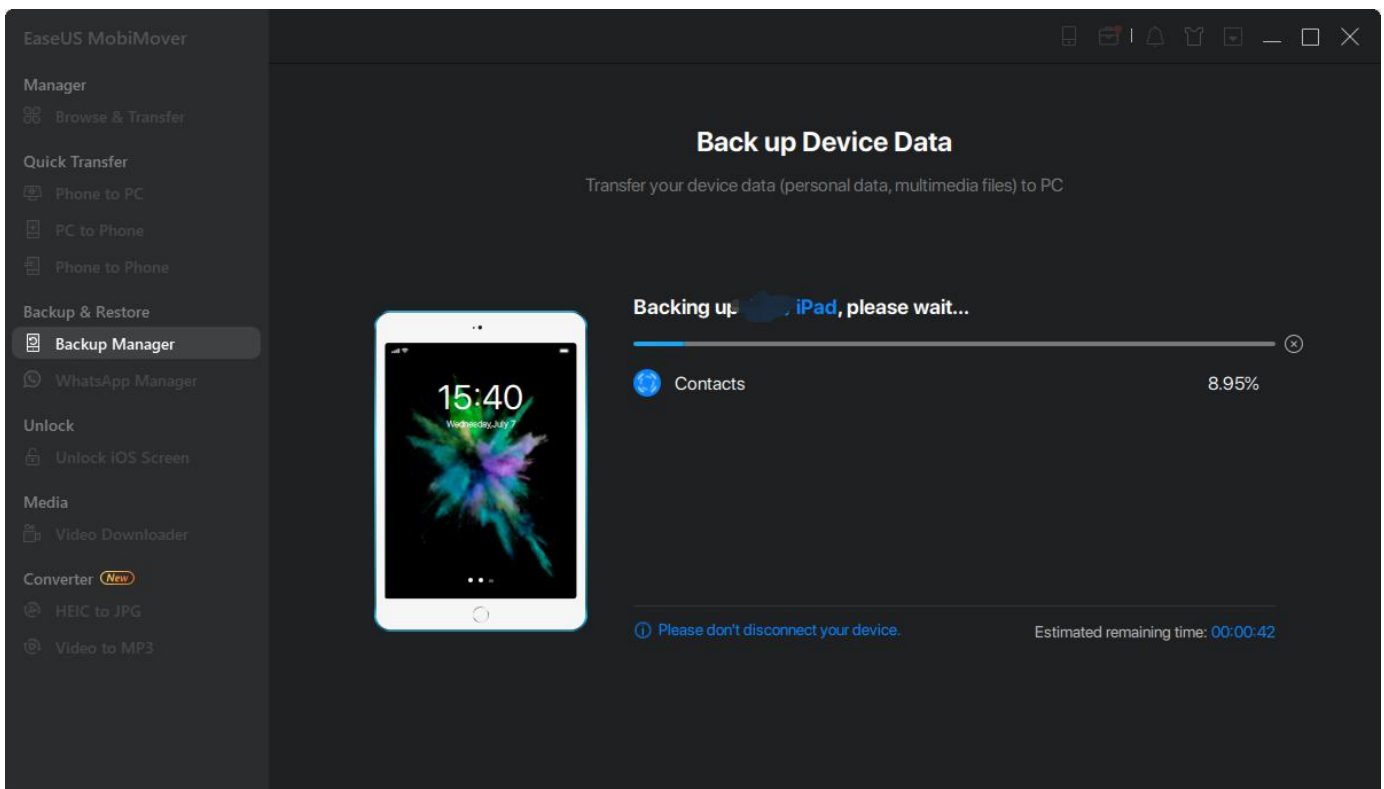 EaseUS MobiMover
Manager
Browse & Transfer
Quick Transfer
Phone to PC
PC to Phone
Phone to Phone
Backup & Restore
Backup Manager
WhatsApp Manager
Unlock
Unlock iOS Screen
Media
Video Downloader
Converter New
HEIC to JPG
Video to MP3
Back up Device Data
Transfer your device data (personal data, multimedia files) to PC
15:40
Wednesday,July 7
Backing up iPad, please wait...
Contacts 8.95%
Please don't disconnect your device. Estimated remaining time: 00:00:42